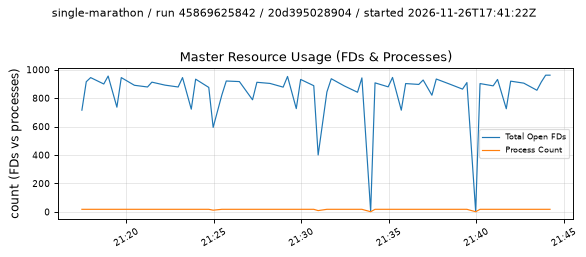 single-marathon / run 45869625842 / 20d395028904 / started 2026-11-26T17:41:22Z
Master Resource Usage (FDs & Processes)
count (FDs vs processes)
1000
800
600
400
200
0
Total Open FDs
Process Count
21:20
21:25
21:30
21:35
21:40
21:45